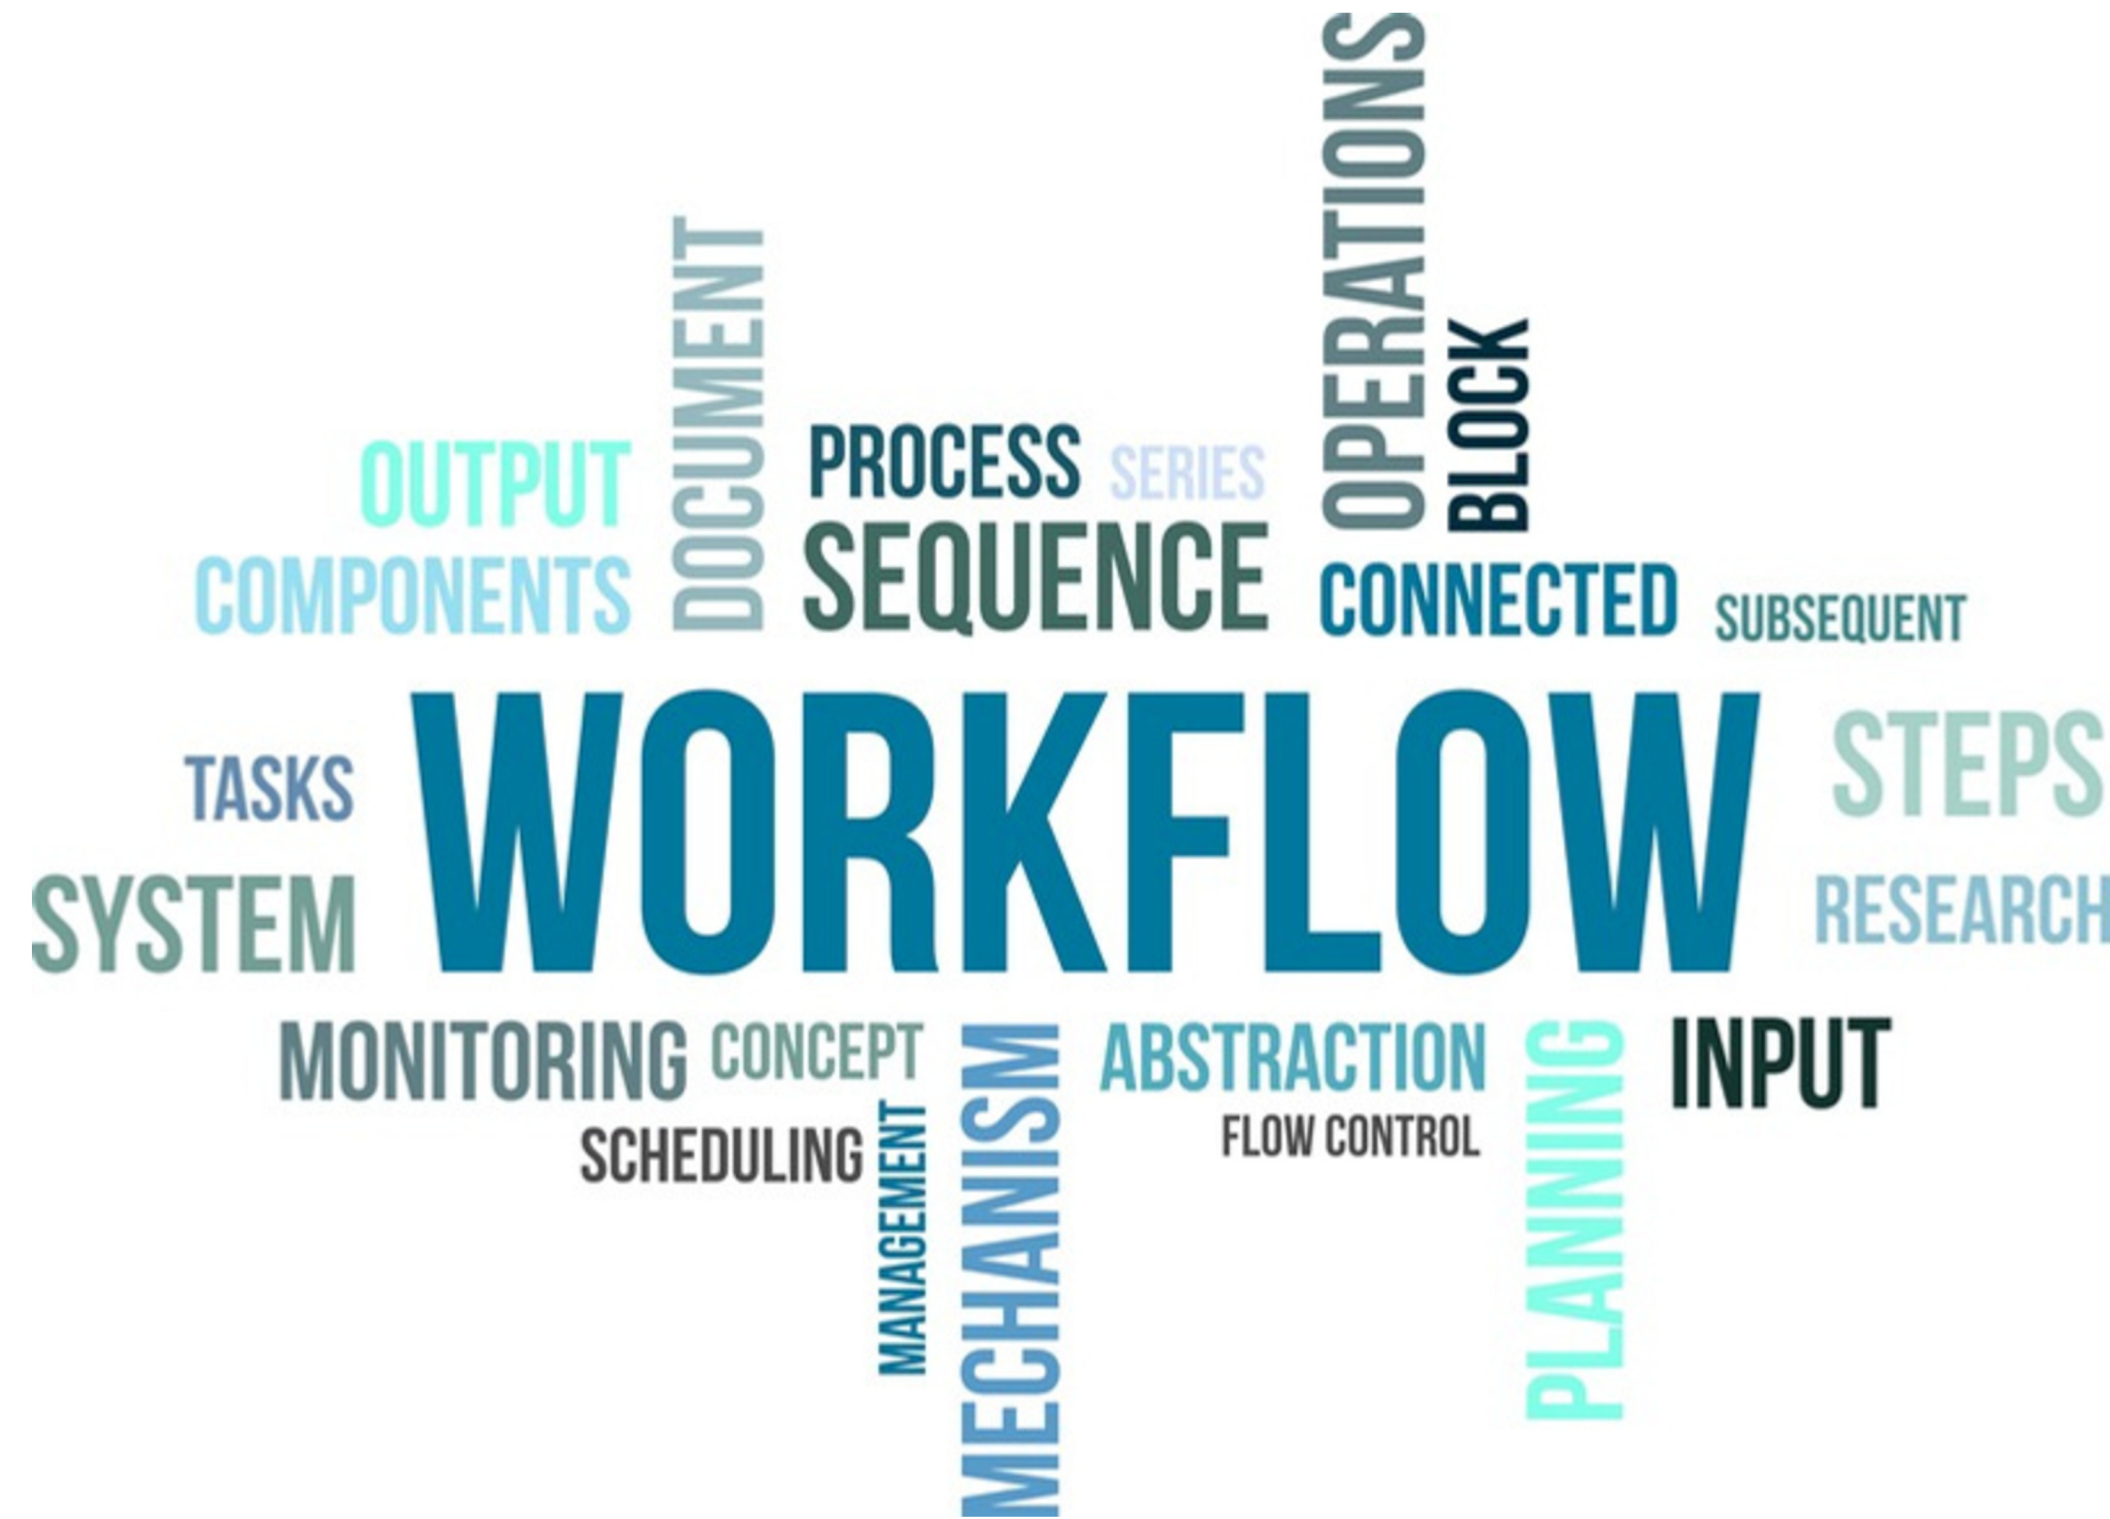 OPERATIONS
DOCUMENT
BLOCK
OUTPUT
PROCESS
SERIES
SEQUENCE
COMPONENTS
CONNECTED
SUBSEQUENT
WORKFLOW
TASKS
STEPS
SYSTEM
RESEARCH
MONITORING
CONCEPT
MECHANISM
ABSTRACTION
PLANNING
INPUT
SCHEDULING
MANAGEMENT
FLOW CONTROL